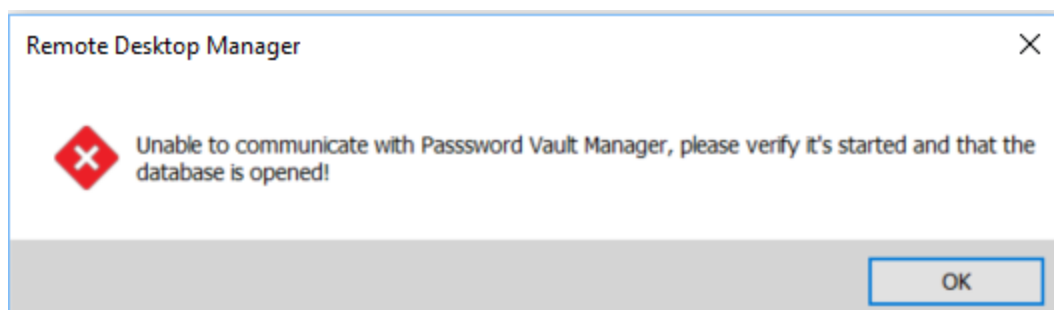 Remote Desktop Manager
Unable to communicate with Passsword Vault Manager, please verify it's started and that the
database is opened!
OK